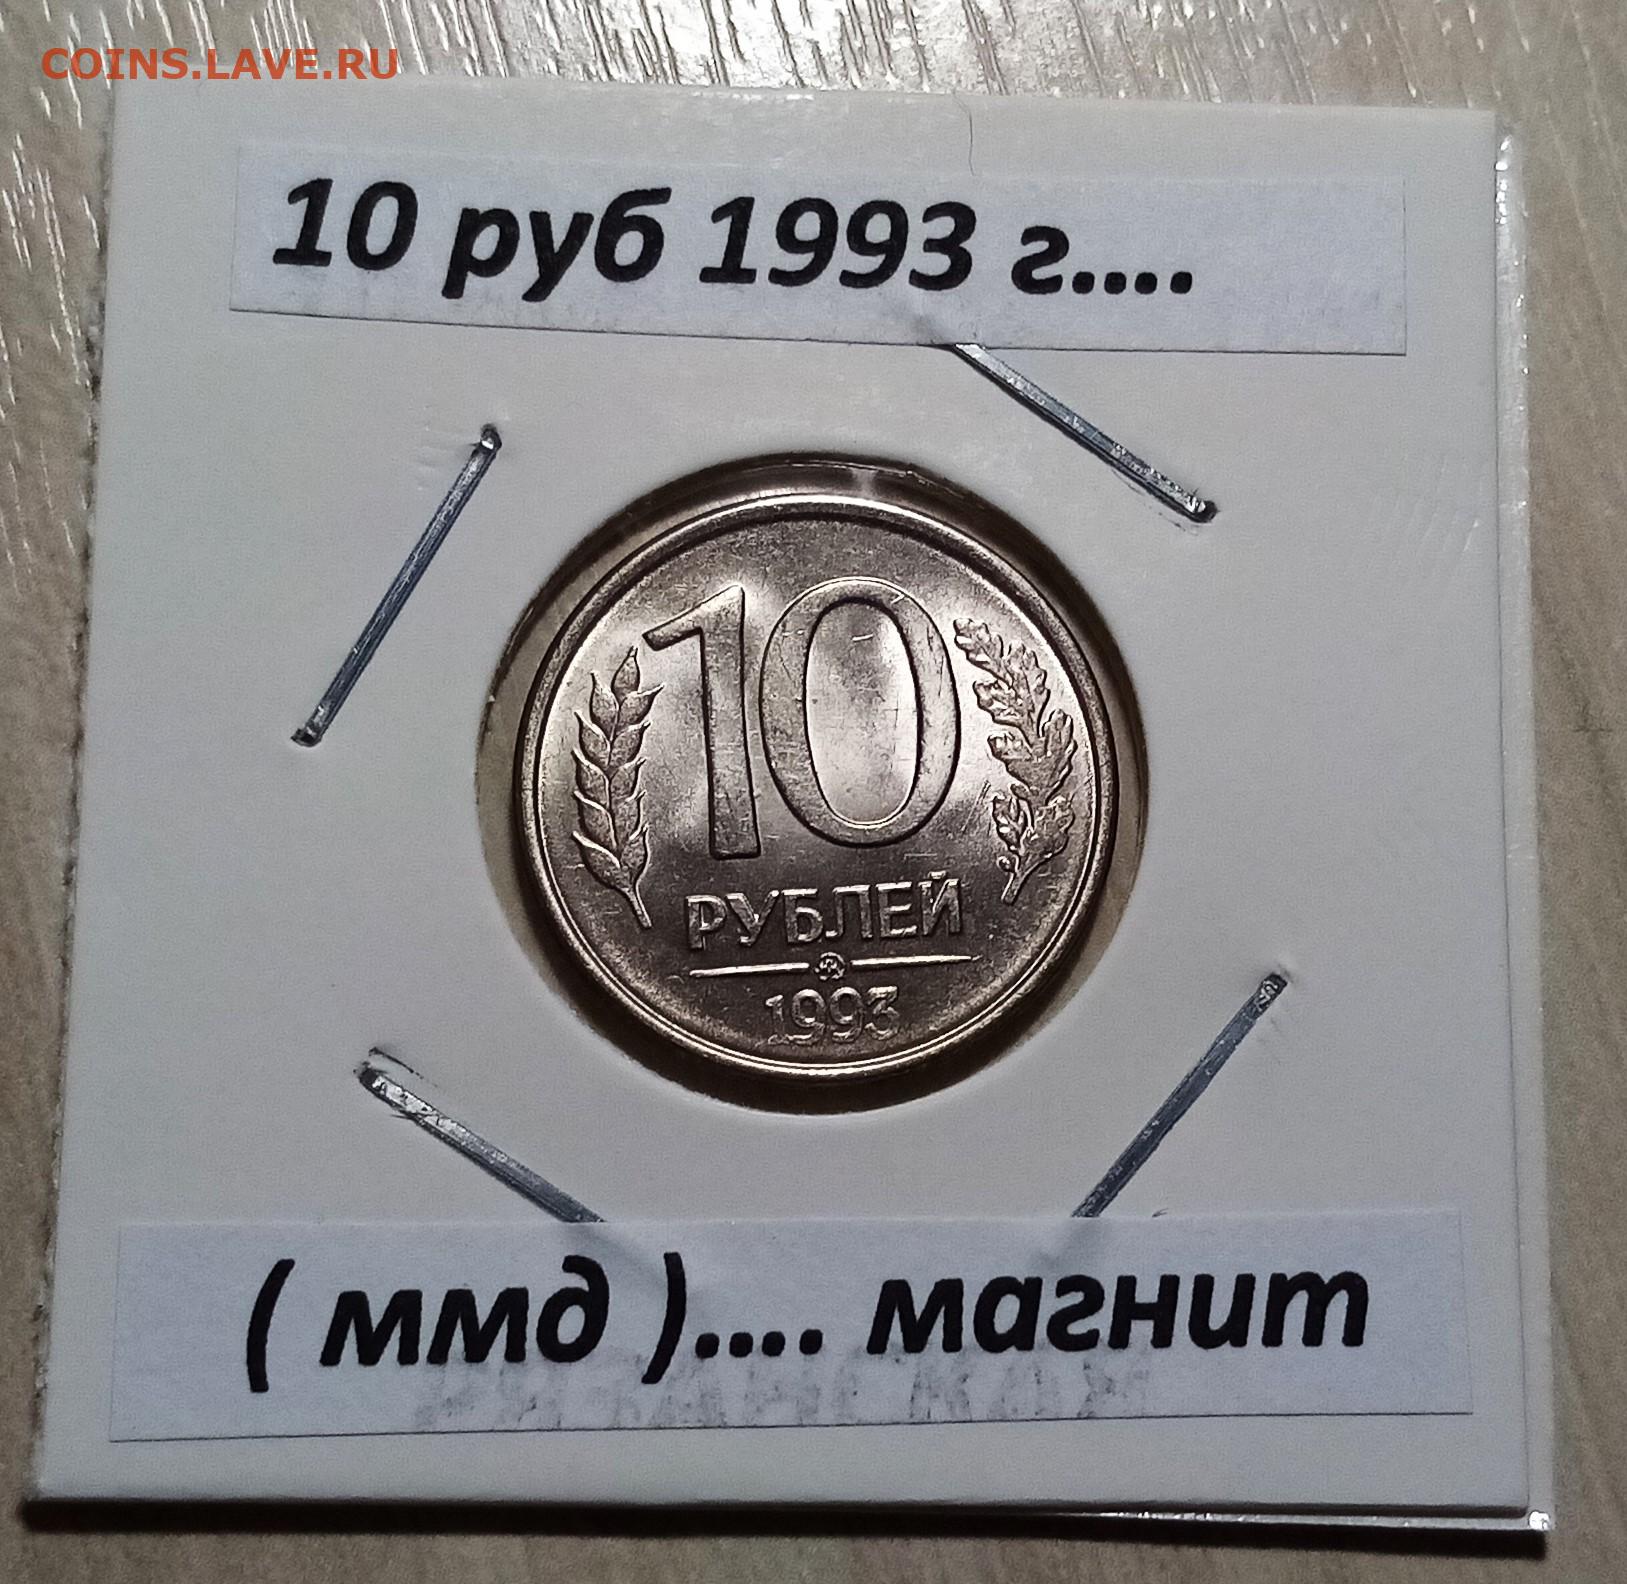 COINS.LAVE.RU
10 руб 1993 г....
10
РУБЛЕЙ
1993
( ммд ).... магнит